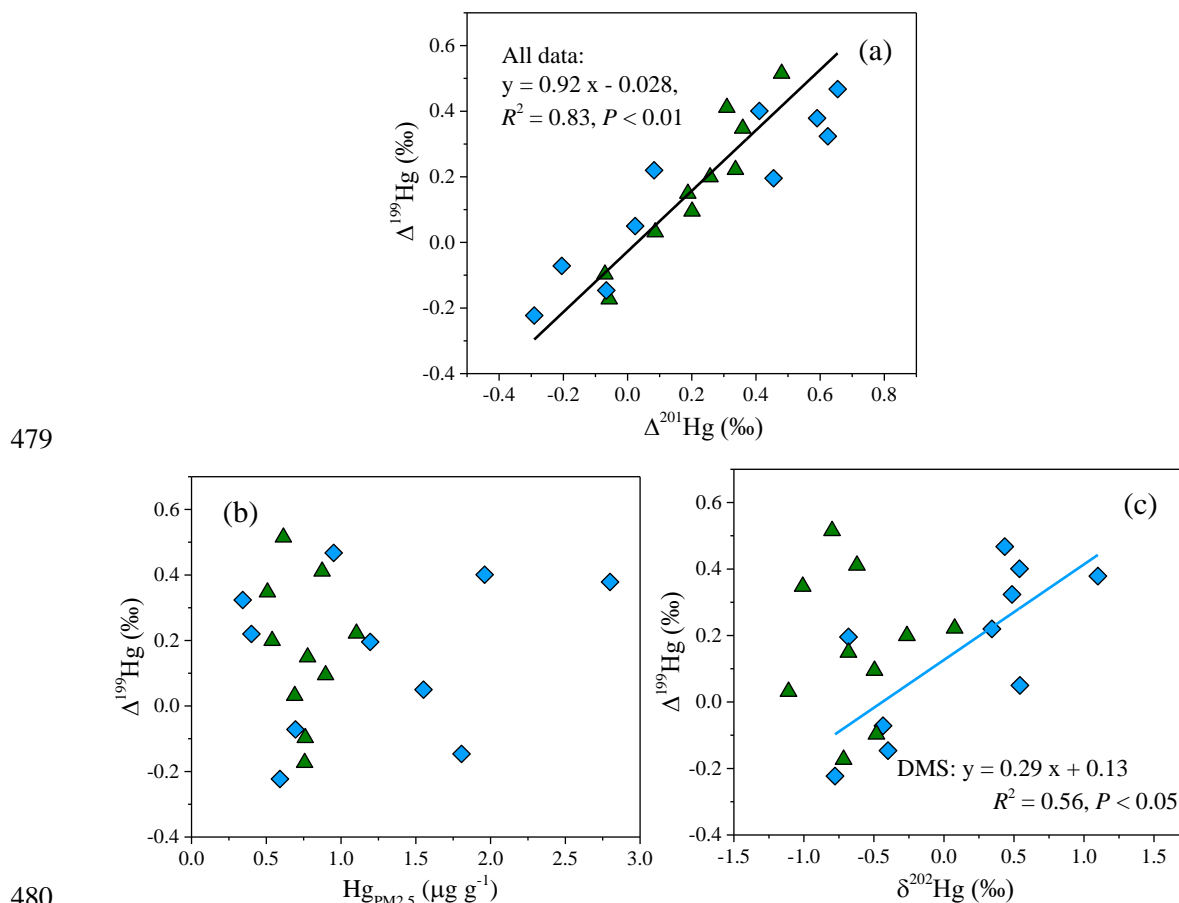 (a)
All data:
y = 0.92 x - 0.028,
R² = 0.83, P < 0.01
0.6
0.4
0.2
0.0
-0.2
-0.4
Δ¹⁹⁹Hg (‰)
-0.4 -0.2 0.0 0.2 0.4 0.6 0.8
Δ²⁰¹Hg (‰)
479
(b)
0.6
0.4
0.2
0.0
-0.2
-0.4
Δ¹⁹⁹Hg (‰)
0.0 0.5 1.0 1.5 2.0 2.5 3.0
Hg_PM2.5 (μg g⁻¹)
(c)
0.6
0.4
0.2
0.0
-0.2
-0.4
Δ¹⁹⁹Hg (‰)
DMS: y = 0.29 x + 0.13
R² = 0.56, P < 0.05
-1.5 -1.0 -0.5 0.0 0.5 1.0 1.5
δ²⁰²Hg (‰)
480